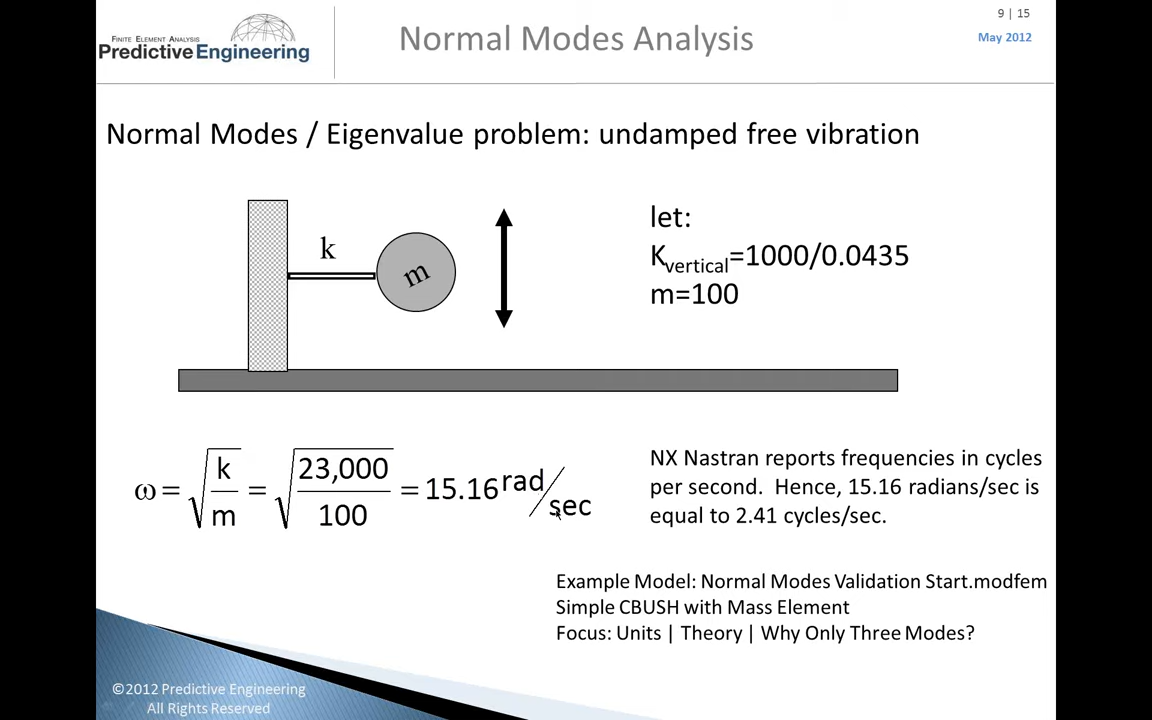 FINITE ELEMENT ANALYSIS
Predictive Engineering
Normal Modes Analysis
9 | 15
May 2012
Normal Modes / Eigenvalue problem: undamped free vibration
k
m
let:
Kvertical=1000/0.0435
m=100
ω = √(k/m) = √(23,000/100) = 15.16 rad/sec
NX Nastran reports frequencies in cycles
per second. Hence, 15.16 radians/sec is
equal to 2.41 cycles/sec.
Example Model: Normal Modes Validation Start.modfem
Simple CBUSH with Mass Element
Focus: Units | Theory | Why Only Three Modes?
©2012 Predictive Engineering
All Rights Reserved